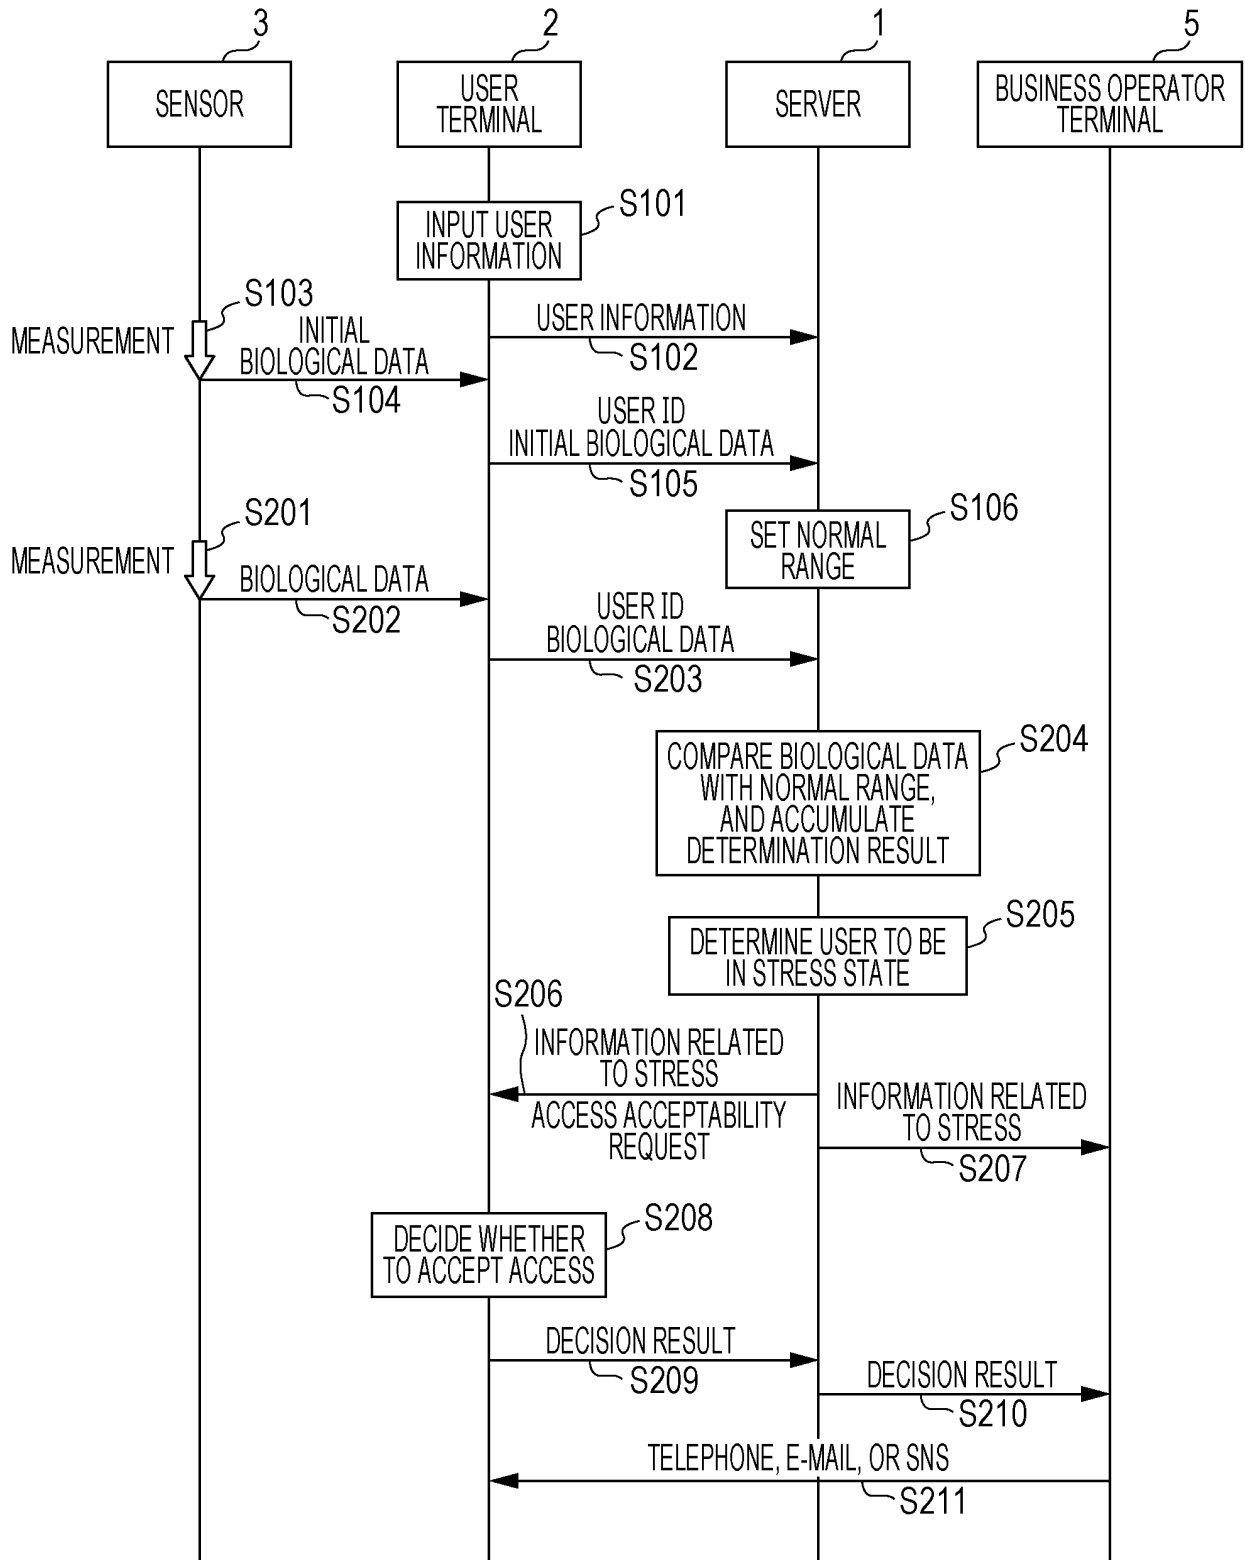 3
2
1
5
SENSOR
USER
TERMINAL
SERVER
BUSINESS OPERATOR
TERMINAL
S101
INPUT USER
INFORMATION
S103
MEASUREMENT
INITIAL
BIOLOGICAL DATA
S104
USER INFORMATION
S102
USER ID
INITIAL BIOLOGICAL DATA
S105
S106
SET NORMAL
RANGE
S201
MEASUREMENT
BIOLOGICAL DATA
S202
USER ID
BIOLOGICAL DATA
S203
S204
COMPARE BIOLOGICAL DATA
WITH NORMAL RANGE,
AND ACCUMULATE
DETERMINATION RESULT
S205
DETERMINE USER TO BE
IN STRESS STATE
S206
INFORMATION RELATED
TO STRESS
ACCESS ACCEPTABILITY
REQUEST
INFORMATION RELATED
TO STRESS
S207
S208
DECIDE WHETHER
TO ACCEPT ACCESS
DECISION RESULT
S209
DECISION RESULT
S210
TELEPHONE, E-MAIL, OR SNS
S211